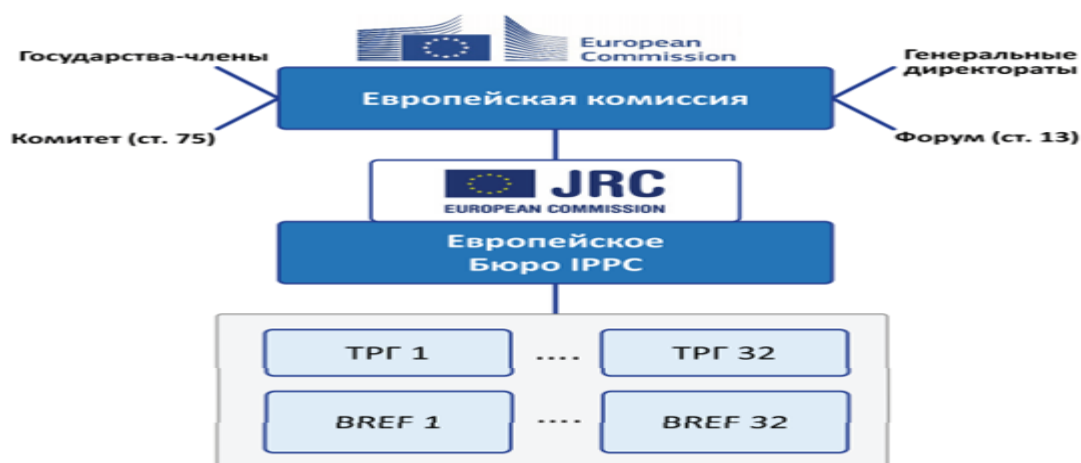 Государства-члены
European
Commission
Генеральные
директораты
Европейская комиссия
Комитет (ст. 75)
Форум (ст. 13)
JRC
EUROPEAN COMMISSION
Европейское
Бюро IPPC
ТРГ 1 .... ТРГ 32
BREF 1 .... BREF 32